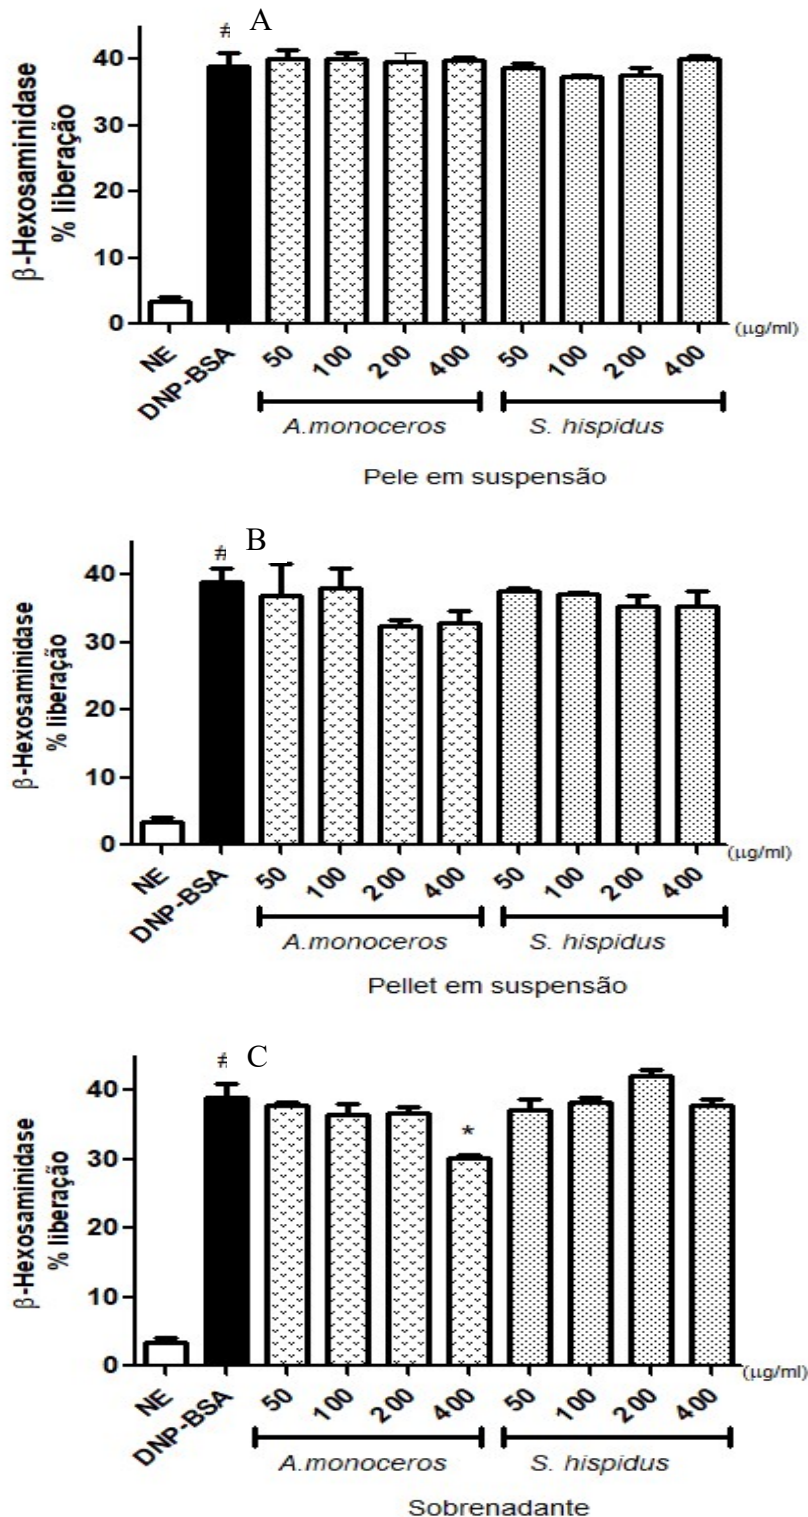 A
#
β-Hexosaminidase
% liberação
40
30
20
10
0
(µg/ml)
NE
DNP-BSA
50
100
200
400
50
100
200
400
A.monoceros
S. hispidus
Pele em suspensão
B
#
β-Hexosaminidase
% liberação
40
30
20
10
0
(µg/ml)
NE
DNP-BSA
50
100
200
400
50
100
200
400
A.monoceros
S. hispidus
Pellet em suspensão
C
#
*
β-Hexosaminidase
% liberação
40
30
20
10
0
(µg/ml)
NE
DNP-BSA
50
100
200
400
50
100
200
400
A.monoceros
S. hispidus
Sobrenadante